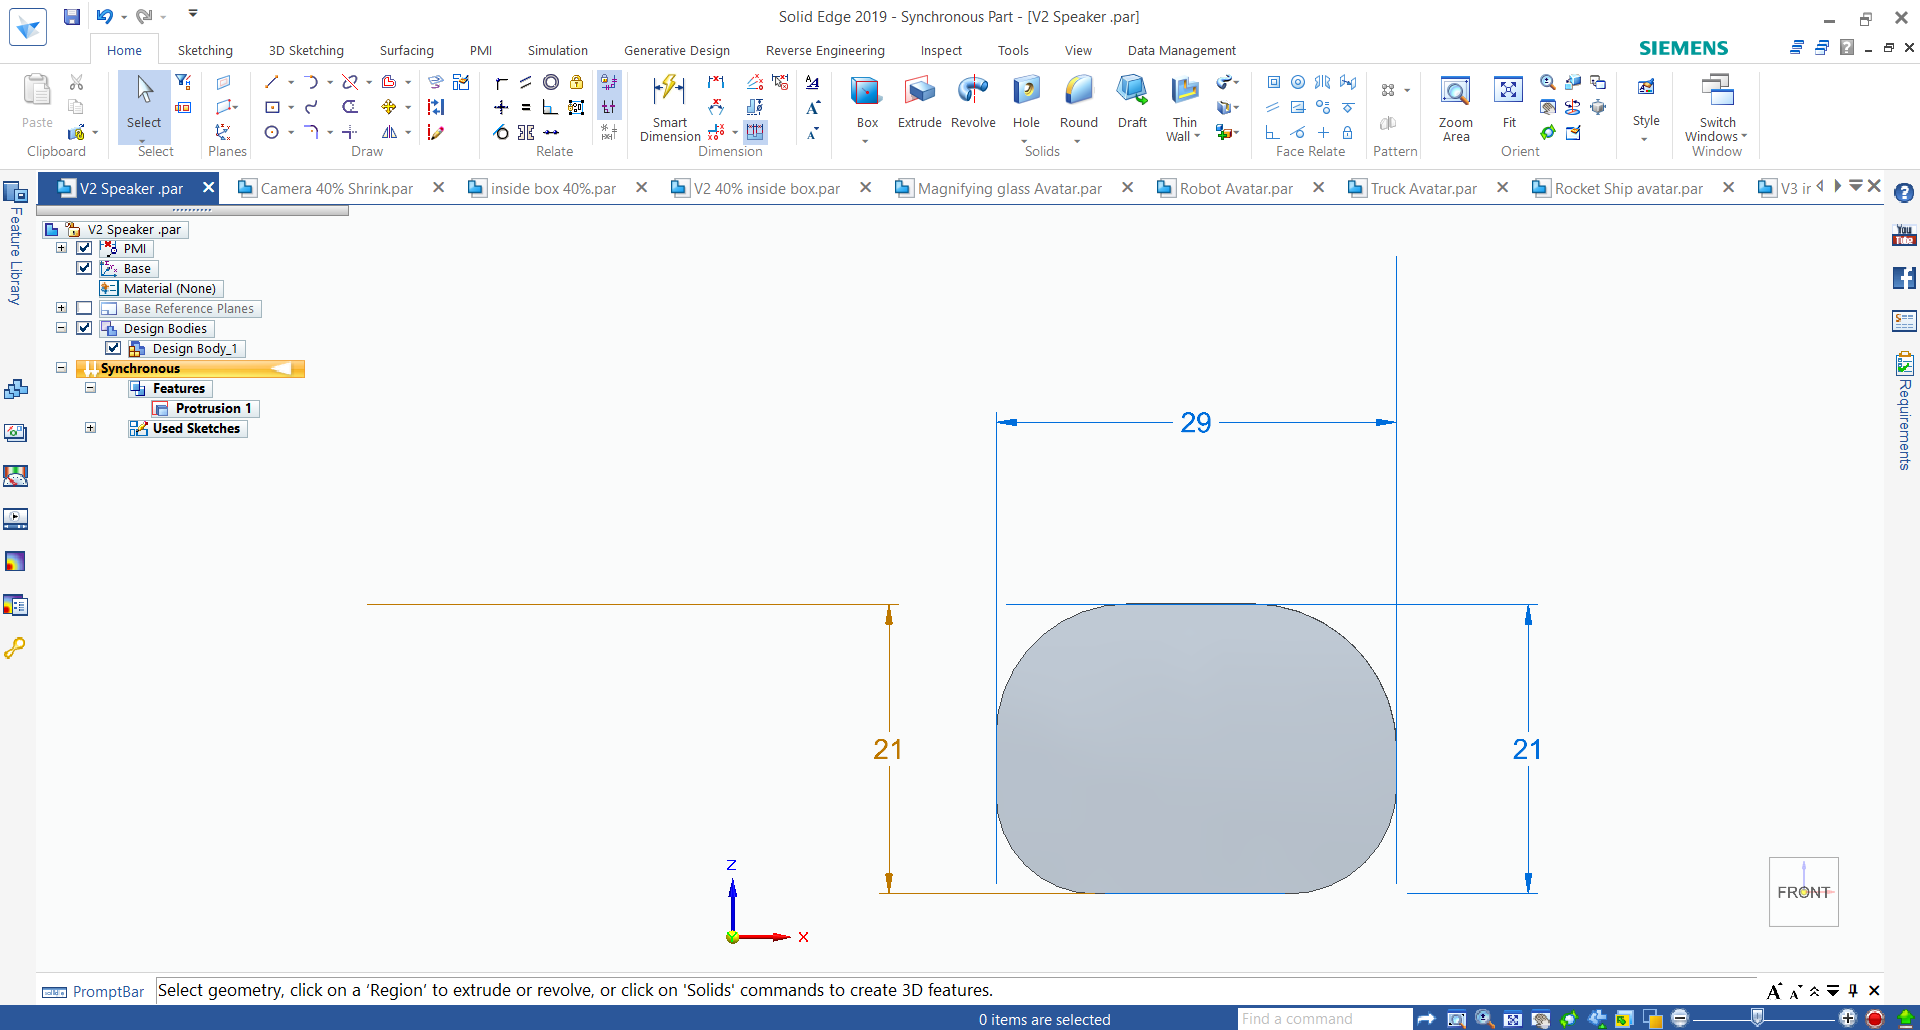 Solid Edge 2019 - Synchronous Part - [V2 Speaker .par]
Home Sketching 3D Sketching Surfacing PMI Simulation Generative Design Reverse Engineering Inspect Tools View Data Management
SIEMENS
Paste
Clipboard
Select
Select
Planes
Draw
Relate
Smart Dimension
Dimension
Box Extrude Revolve Hole Round Draft Thin Wall
Solids
Face Relate
Pattern
Zoom Area
Fit
Orient
Style
Switch Windows
Window
V2 Speaker .par
Camera 40% Shrink.par
inside box 40%.par
V2 40% inside box.par
Magnifying glass Avatar.par
Robot Avatar.par
Truck Avatar.par
Rocket Ship avatar.par
V3 ir
Feature Library
V2 Speaker .par
PMI
Base
Material (None)
Base Reference Planes
Design Bodies
Design Body_1
Synchronous
Features
Protrusion 1
Used Sketches
You
Tube
Requirements
29
21
21
Z
X
FRONT
PromptBar
Select geometry, click on a ‘Region’ to extrude or revolve, or click on 'Solids' commands to create 3D features.
0 items are selected
Find a command